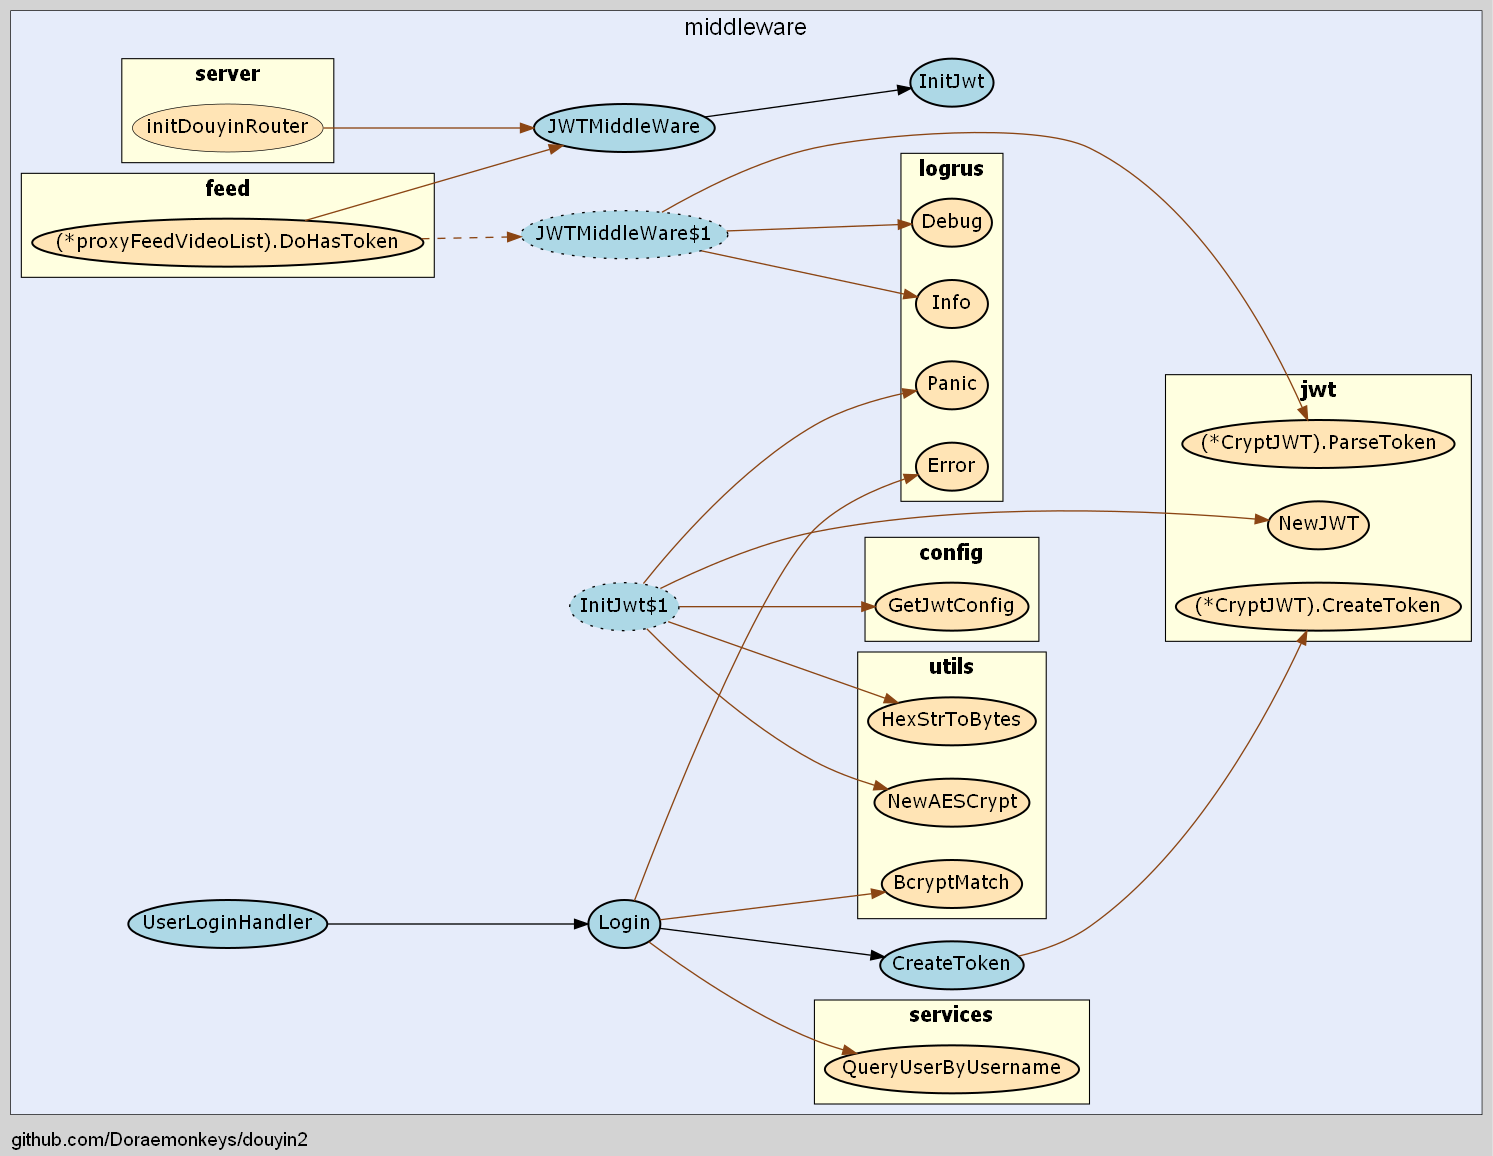 middleware
server
initDouyinRouter
feed
(*proxyFeedVideoList).DoHasToken
JWTMiddleWare
InitJwt
JWTMiddleWare$1
logrus
Debug
Info
Panic
Error
jwt
(*CryptJWT).ParseToken
NewJWT
(*CryptJWT).CreateToken
InitJwt$1
config
GetJwtConfig
utils
HexStrToBytes
NewAESCrypt
BcryptMatch
UserLoginHandler
Login
CreateToken
services
QueryUserByUsername
github.com/Doraemonkeys/douyin2